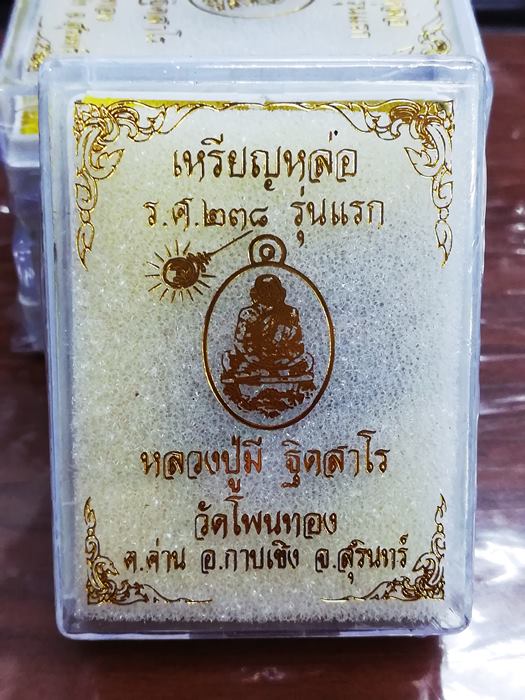 เหรียญหล่อ
ร.ศ.๒๓๘ รุ่นแรก
หลวงปู่มี ฐิตสาโร
วัดโพนทอง
ต.ด่าน อ.กาบเชิง จ.สุรินทร์